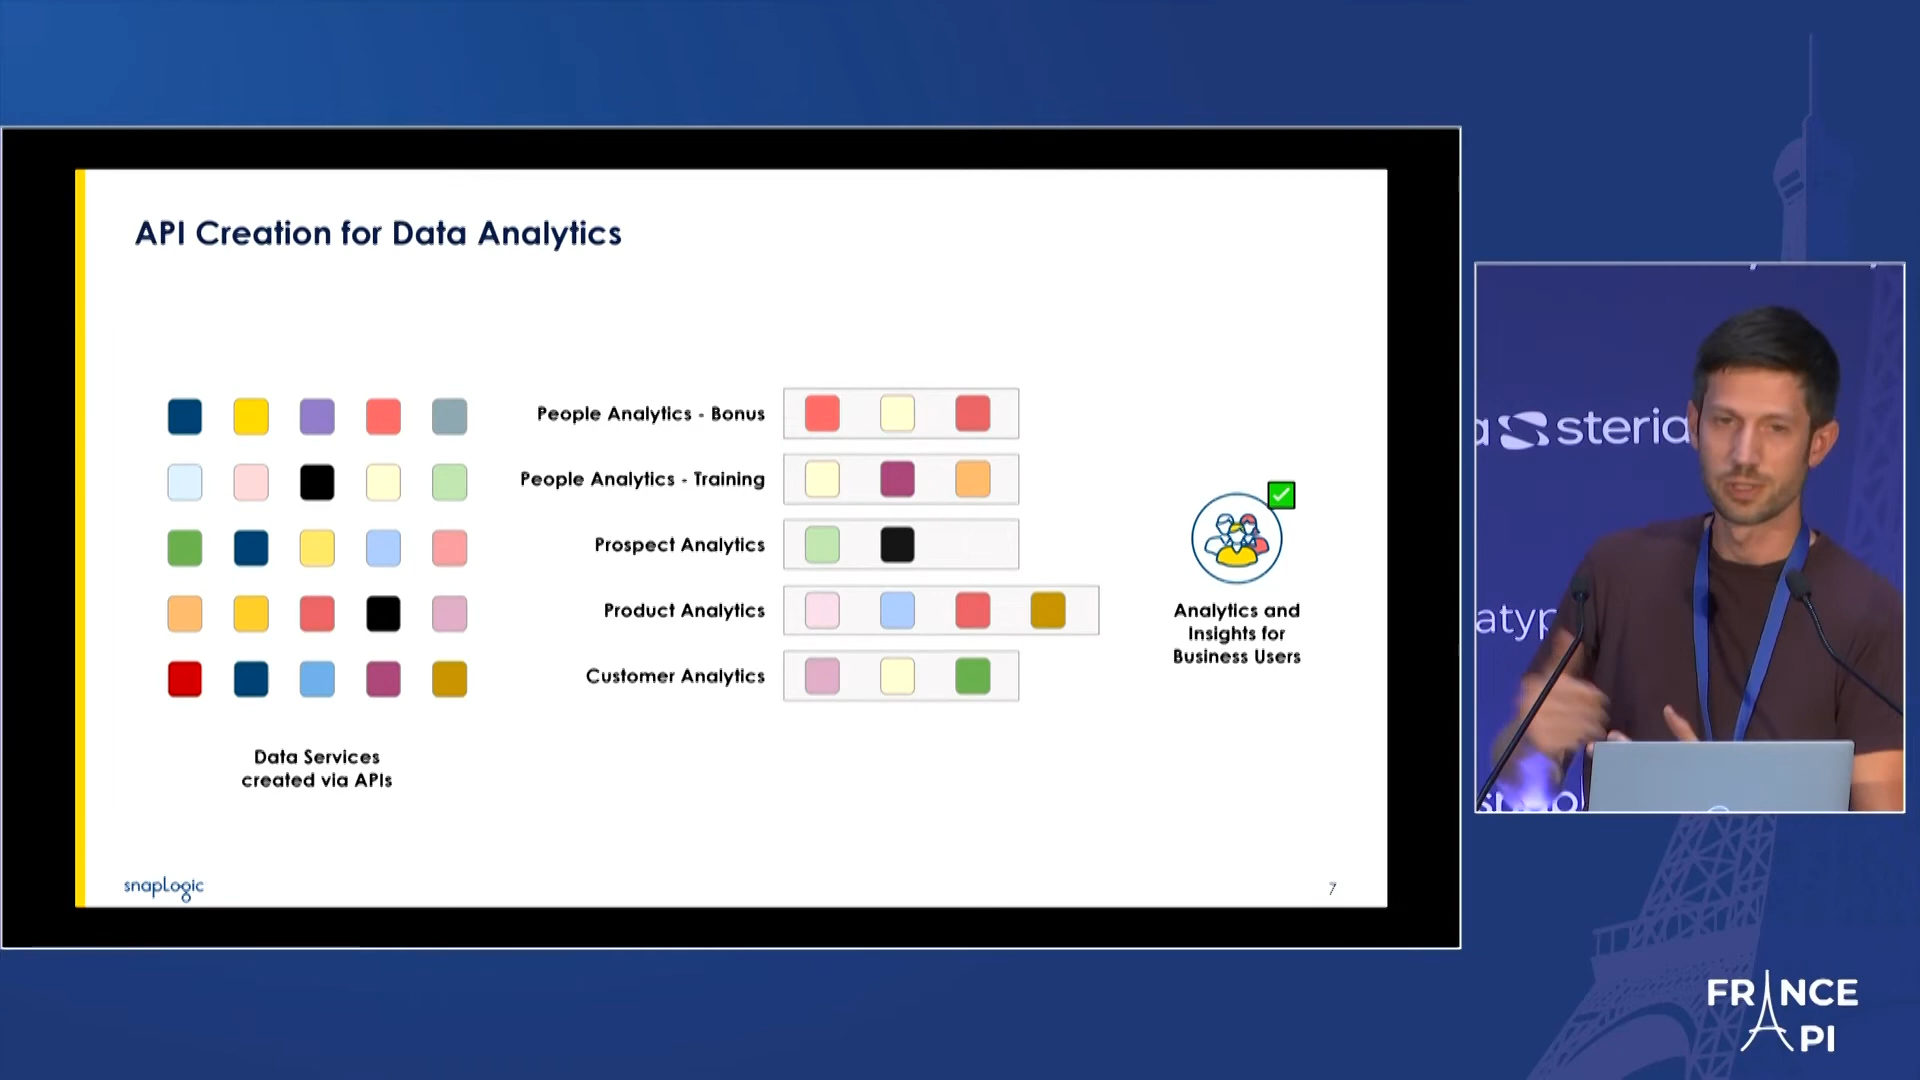 API Creation for Data Analytics
People Analytics - Bonus
People Analytics - Training
Prospect Analytics
Product Analytics
Customer Analytics
Data Services
created via APIs
Analytics and
Insights for
Business Users
snapLogic
7
steria
FRANCE
API